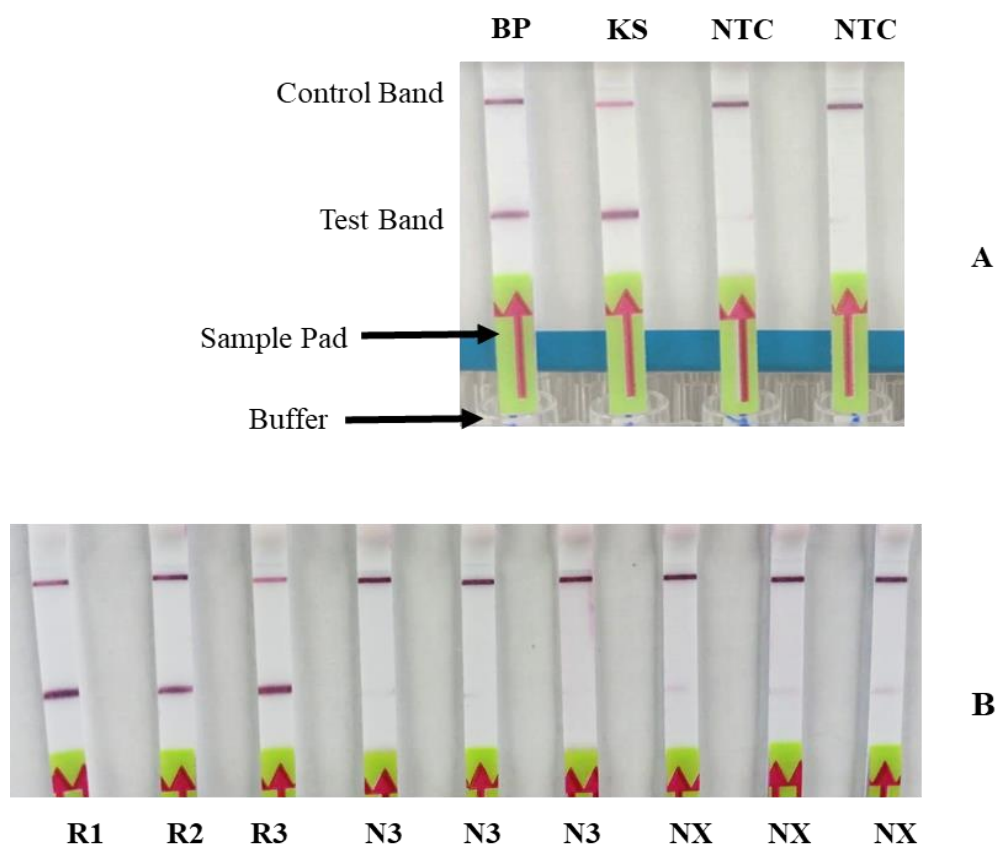 BP KS NTC NTC
Control Band
Test Band
A
Sample Pad
Buffer
B
R1 R2 R3 N3 N3 N3 NX NX NX